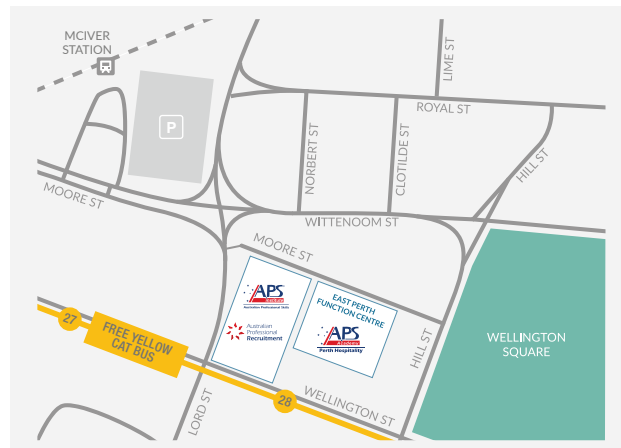 MCIVER
STATION
P
LIME ST
ROYAL ST
NORBERT ST
CLOTILDE ST
HILL ST
MOORE ST
WITTENOOM ST
MOORE ST
APS
Institute
Australian Professional Skills
Australian
Professional
Recruitment
EAST PERTH
FUNCTION CENTRE
APS
Academy
Perth Hospitality
HILL ST
WELLINGTON
SQUARE
27
FREE YELLOW
CAT BUS
28
WELLINGTON ST
LORD ST